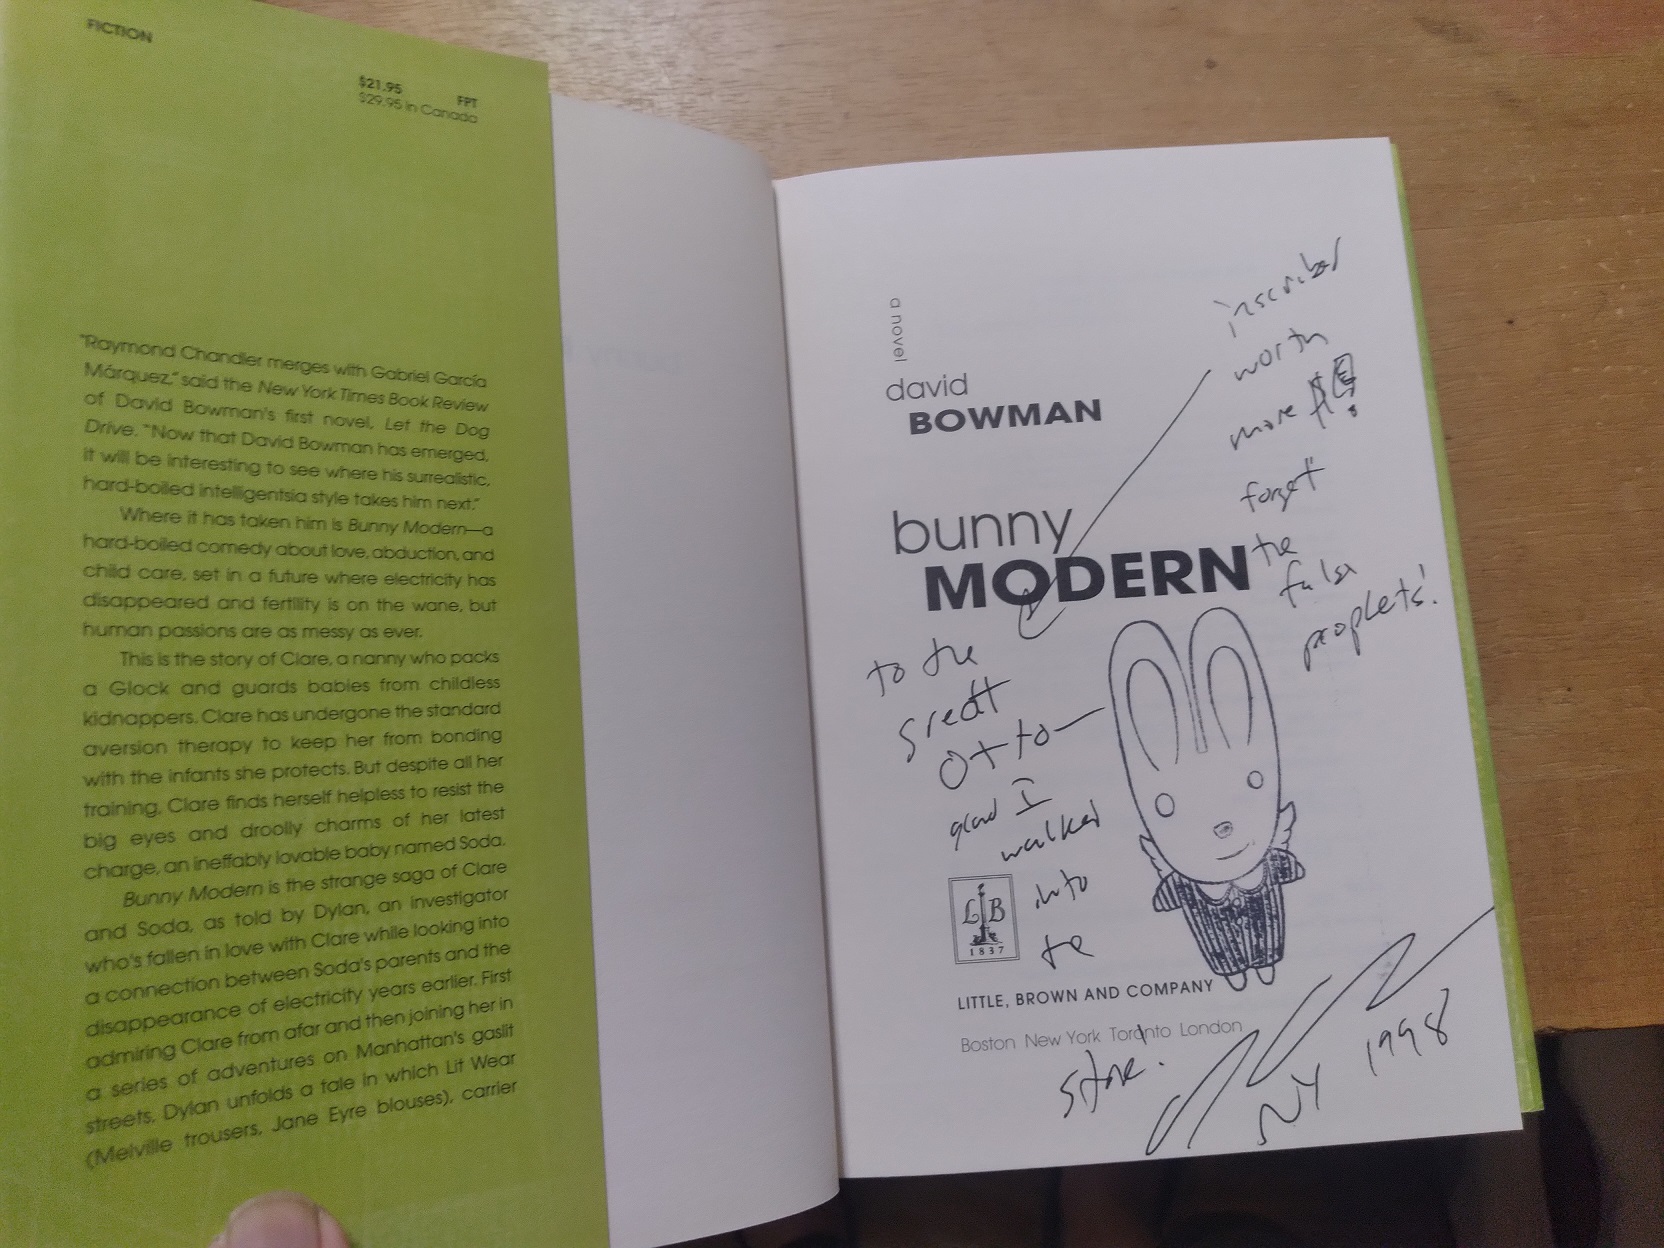 FICTION
$21.95 FPT
$29.95 in Canada
"Raymond Chandler merges with Gabriel García
Márquez," said the New York Times Book Review
of David Bowman's first novel, Let the Dog
Drive. "Now that David Bowman has emerged,
it will be interesting to see where his surrealistic,
hard-boiled intelligentsia style takes him next."
Where it has taken him is Bunny Modern—a
hard-boiled comedy about love, abduction, and
child care, set in a future where electricity has
disappeared and fertility is on the wane, but
human passions are as messy as ever.
This is the story of Clare, a nanny who packs
a Glock and guards babies from childless
kidnappers. Clare has undergone the standard
aversion therapy to keep her from bonding
with the infants she protects. But despite all her
training, Clare finds herself helpless to resist the
big eyes and droolly charms of her latest
charge, an ineffably lovable baby named Soda.
Bunny Modern is the strange saga of Clare
and Soda, as told by Dylan, an investigator
who's fallen in love with Clare while looking into
a connection between Soda's parents and the
disappearance of electricity years earlier. First
admiring Clare from afar and then joining her in
a series of adventures on Manhattan's gaslit
streets, Dylan unfolds a tale in which Lit Wear
(Melville trousers, Jane Eyre blouses), carrier
a novel
david
BOWMAN
bunny
MODERN
to the
great
Otto—
glad I
walked
into
the
store.
inscribed
worth
more
forget
the
false
prophets!
L B
1837
LITTLE, BROWN AND COMPANY
Boston New York Toronto London
NY 1998